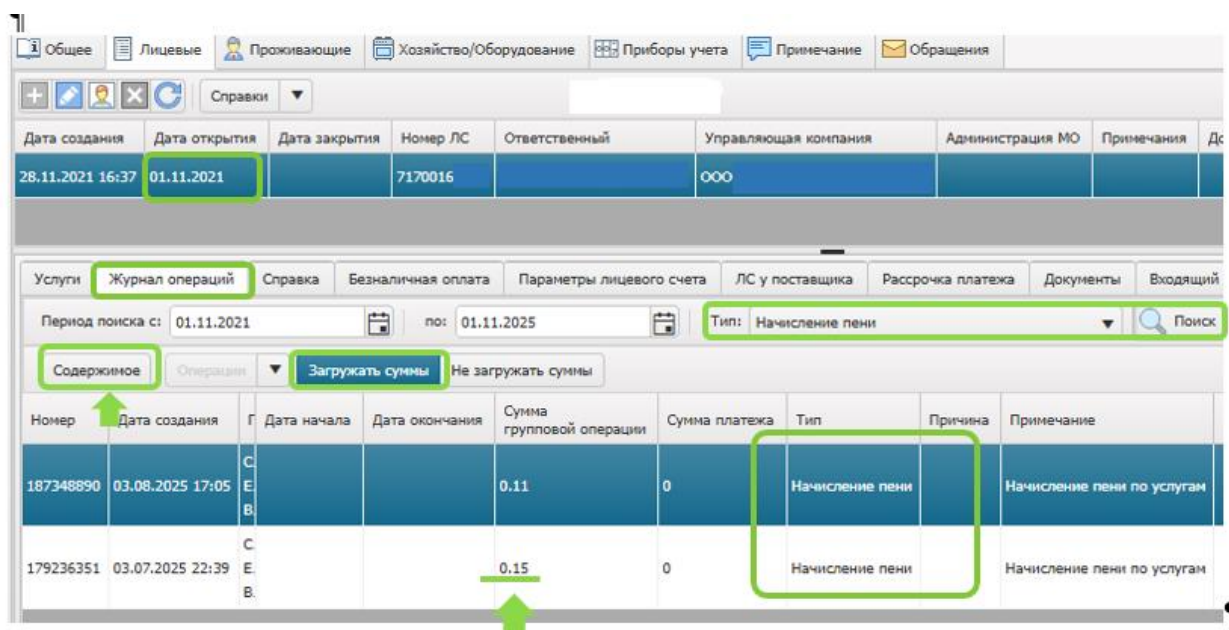 ¶
Общее Лицевые Проживающие Хозяйство/Оборудование Приборы учета Примечание Обращения
Справки
Дата создания Дата открытия Дата закрытия Номер ЛС Ответственный Управляющая компания Администрация МО Примечания
28.11.2021 16:37 01.11.2021 7170016 ООО
Услуги Журнал операций Справка Безналичная оплата Параметры лицевого счета ЛС у поставщика Рассрочка платежа Документы Входящий
Период поиска с: 01.11.2021 по: 01.11.2025 Тип: Начисление пени Поиск
Содержимое Операции Загружать суммы Не загружать суммы
Номер Дата создания Дата начала Дата окончания Сумма групповой операции Сумма платежа Тип Причина Примечание
187348890 03.08.2025 17:05 С. Е. В. 0.11 0 Начисление пени Начисление пени по услугам
179236351 03.07.2025 22:39 С. Е. В. 0.15 0 Начисление пени Начисление пени по услугам